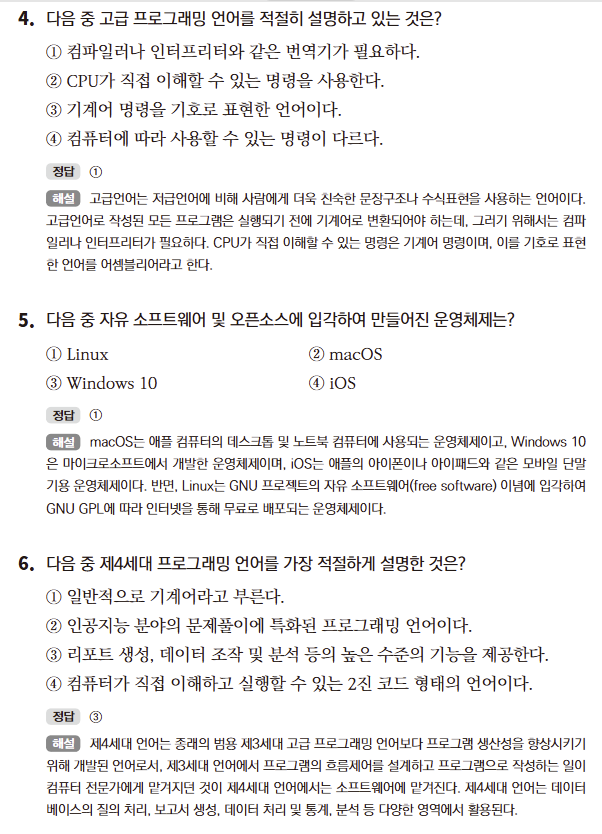 4. 다음 중 고급 프로그래밍 언어를 적절히 설명하고 있는 것은?
① 컴파일러나 인터프리터와 같은 번역기가 필요하다.
② CPU가 직접 이해할 수 있는 명령을 사용한다.
③ 기계어 명령을 기호로 표현한 언어이다.
④ 컴퓨터에 따라 사용할 수 있는 명령이 다르다.
정답 ①
해설 고급언어는 저급언어에 비해 사람에게 더욱 친숙한 문장구조나 수식표현을 사용하는 언어이다.
고급언어로 작성된 모든 프로그램은 실행되기 전에 기계어로 변환되어야 하는데, 그러기 위해서는 컴파
일러나 인터프리터가 필요하다. CPU가 직접 이해할 수 있는 명령은 기계어 명령이며, 이를 기호로 표현
한 언어를 어셈블리어라고 한다.
5. 다음 중 자유 소프트웨어 및 오픈소스에 입각하여 만들어진 운영체제는?
① Linux ② macOS
③ Windows 10 ④ iOS
정답 ①
해설 macOS는 애플 컴퓨터의 데스크톱 및 노트북 컴퓨터에 사용되는 운영체제이고, Windows 10
은 마이크로소프트에서 개발한 운영체제이며, iOS는 애플의 아이폰이나 아이패드와 같은 모바일 단말
기용 운영체제이다. 반면, Linux는 GNU 프로젝트의 자유 소프트웨어(free software) 이념에 입각하여
GNU GPL에 따라 인터넷을 통해 무료로 배포되는 운영체제이다.
6. 다음 중 제4세대 프로그래밍 언어를 가장 적절하게 설명한 것은?
① 일반적으로 기계어라고 부른다.
② 인공지능 분야의 문제풀이에 특화된 프로그래밍 언어이다.
③ 리포트 생성, 데이터 조작 및 분석 등의 높은 수준의 기능을 제공한다.
④ 컴퓨터가 직접 이해하고 실행할 수 있는 2진 코드 형태의 언어이다.
정답 ③
해설 제4세대 언어는 종래의 범용 제3세대 고급 프로그래밍 언어보다 프로그램 생산성을 향상시키기
위해 개발된 언어로서, 제3세대 언어에서 프로그램의 흐름제어를 설계하고 프로그램으로 작성하는 일이
컴퓨터 전문가에게 맡겨지던 것이 제4세대 언어에서는 소프트웨어에 맡겨진다. 제4세대 언어는 데이터
베이스의 질의 처리, 보고서 생성, 데이터 처리 및 통계, 분석 등 다양한 영역에서 활용된다.